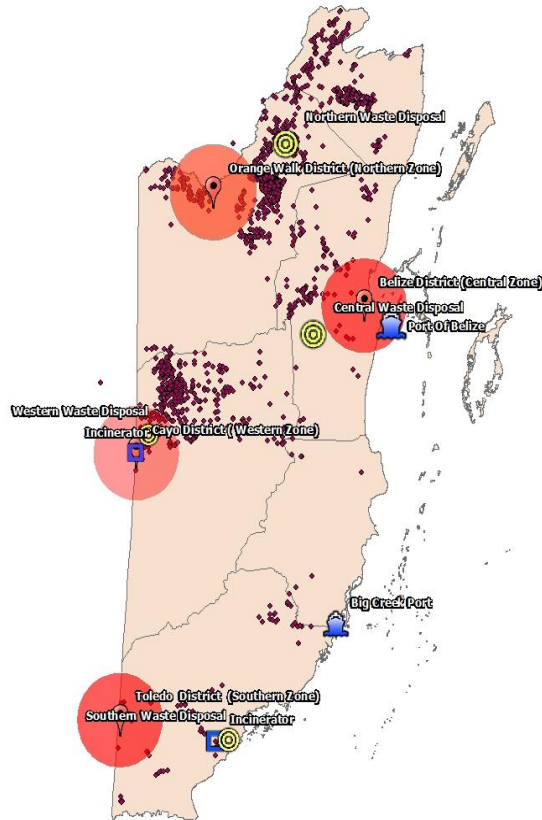 Northern Waste Disposal
Orange Walk District (Northern Zone)
Belize District (Central Zone)
Central Waste Disposal
Port Of Belize
Western Waste Disposal
Incinerator
Cayo District ( Western Zone)
Big Creek Port
Toledo District (Southern Zone)
Southern Waste Disposal
Incinerator